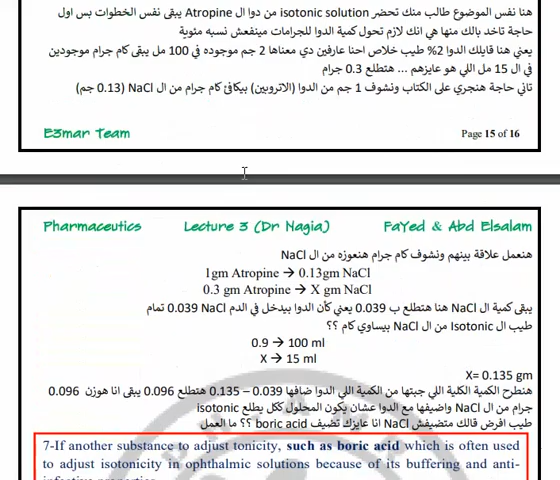 هنا نفس الموضوع طالب منك تحضر isotonic solution من دوا ال Atropine يبقى نفس الخطوات بس اول
حاجة تاخد بالك منها هي انك لازم تحول كمية الدوا للجرامات مينفعش نسبه مئوية
يعني هنا قايلك الدوا 2% طيب خلاص احنا عارفين دي معناها 2 جم موجوده في 100 مل يبقى كام جرام موجودين
في ال 15 مل اللي هو عايزهم ... هتطلع 0.3 جرام
تاني حاجة هنجري على الكتاب ونشوف 1 جم من الدوا (الاتروبين) بيكافئ كام جرام من ال NaCl (0.13 جم)
E3mar Team
Page 15 of 16
Pharmaceutics Lecture 3 (Dr Nagia) FaYed & Abd Elsalam
هنعمل علاقة بينهم ونشوف كام جرام هنعوزه من ال NaCl
1gm Atropine → 0.13gm NaCl
0.3 gm Atropine → X gm NaCl
يبقى كمية ال NaCl هنا هتطلع ب 0.039 يعني كأن الدوا بيدخل في الدم 0.039 NaCl تمام
طيب ال Isotonic من ال NaCl بيساوي كام ؟؟
0.9 → 100 ml
X → 15 ml
X= 0.135 gm
هنطرح الكمية الكلية اللي جبتها من الكمية اللي الدوا ضافها 0.039 – 0.135 هتطلع 0.096 يبقى انا هوزن 0.096
جرام من ال NaCl واضيفها مع الدوا عشان يكون المحلول ككل يطلع isotonic
طيب افرض قالك متضيفش NaCl انا عايزك تضيف boric acid ؟؟ ما العمل
7-If another substance to adjust tonicity, such as boric acid which is often used
to adjust isotonicity in ophthalmic solutions because of its buffering and anti-
infective properties